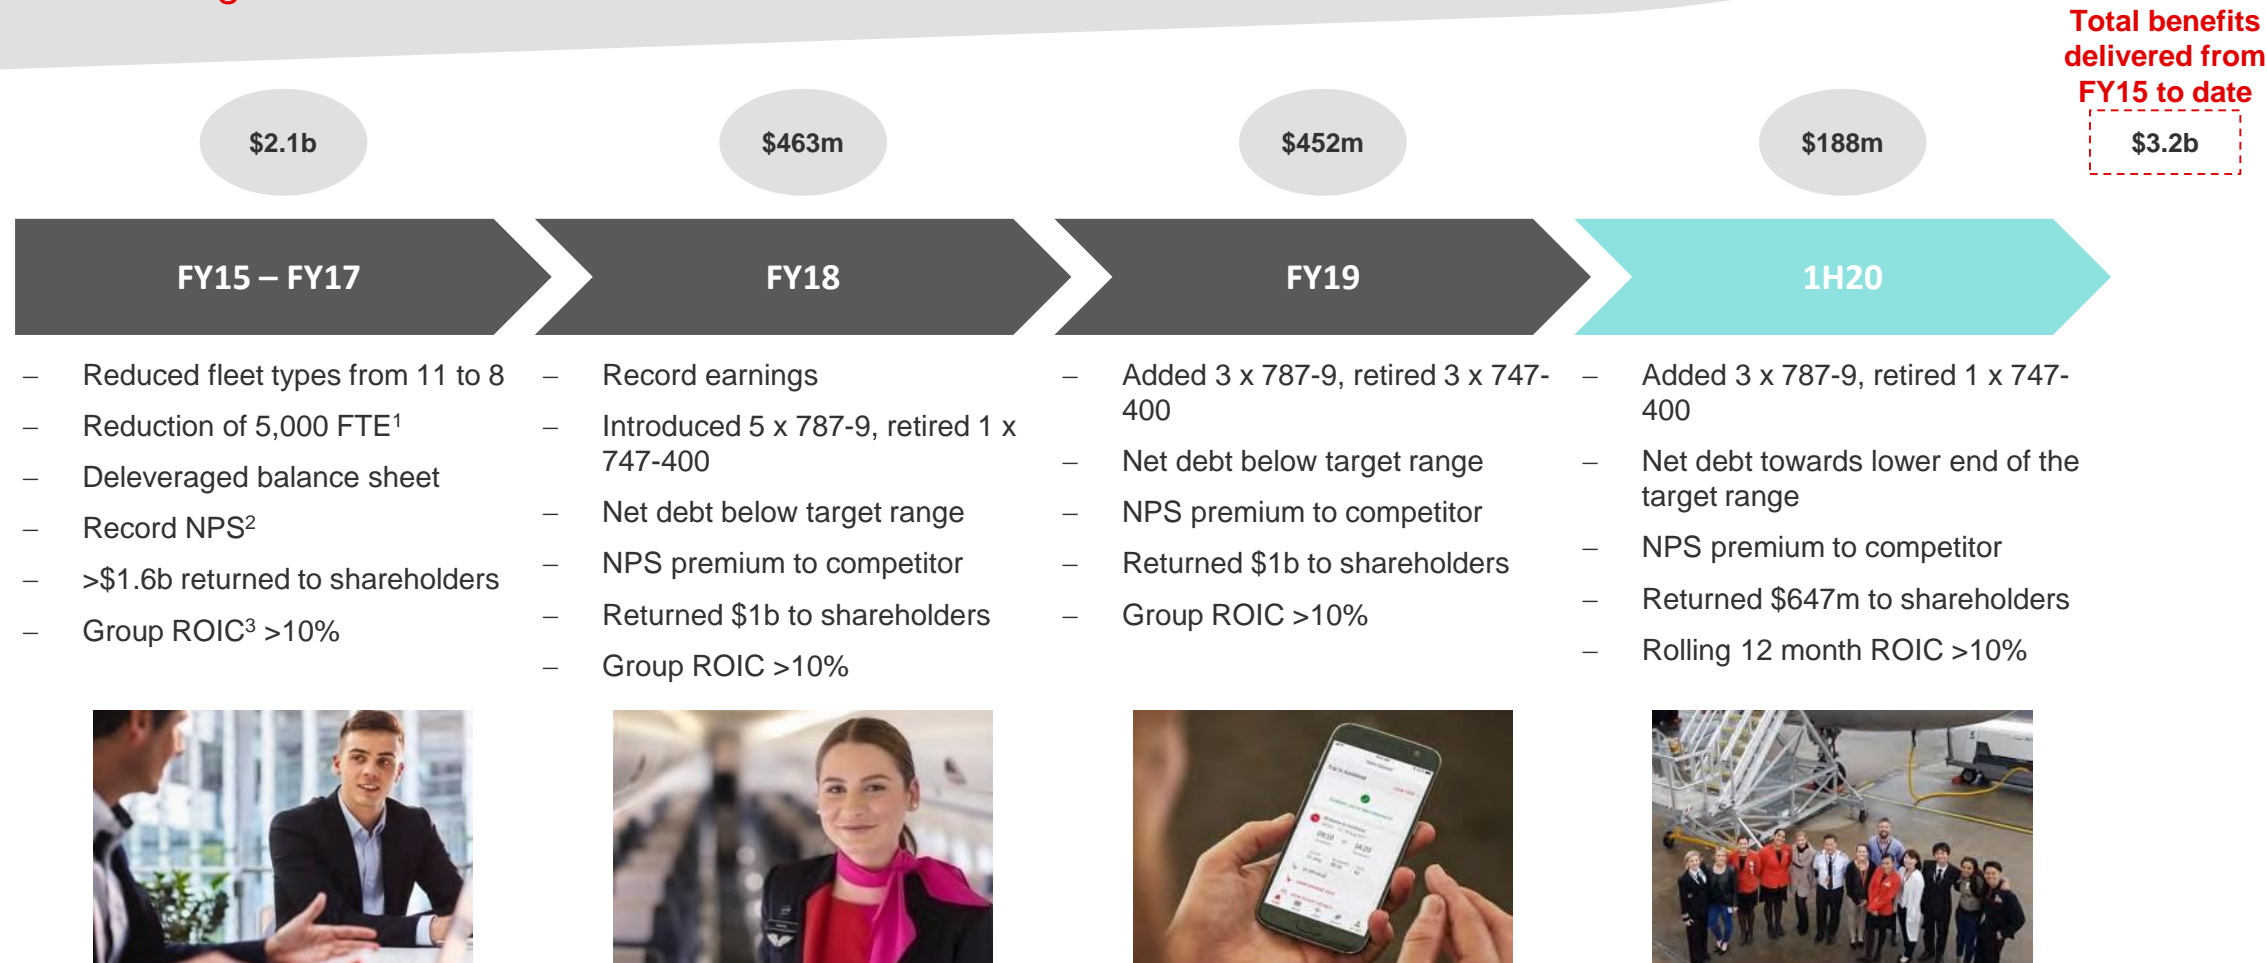 Total benefits
delivered from
FY15 to date
$2.1b
$463m
$452m
$188m
$3.2b
FY15 – FY17
FY18
FY19
1H20
– Reduced fleet types from 11 to 8
– Reduction of 5,000 FTE¹
– Deleveraged balance sheet
– Record NPS²
– >$1.6b returned to shareholders
– Group ROIC³ >10%
– Record earnings
– Introduced 5 x 787-9, retired 1 x
747-400
– Net debt below target range
– NPS premium to competitor
– Returned $1b to shareholders
– Group ROIC >10%
– Added 3 x 787-9, retired 3 x 747-
400
– Net debt below target range
– NPS premium to competitor
– Returned $1b to shareholders
– Group ROIC >10%
– Added 3 x 787-9, retired 1 x 747-
400
– Net debt towards lower end of the
target range
– NPS premium to competitor
– Returned $647m to shareholders
– Rolling 12 month ROIC >10%
09:10
14:20